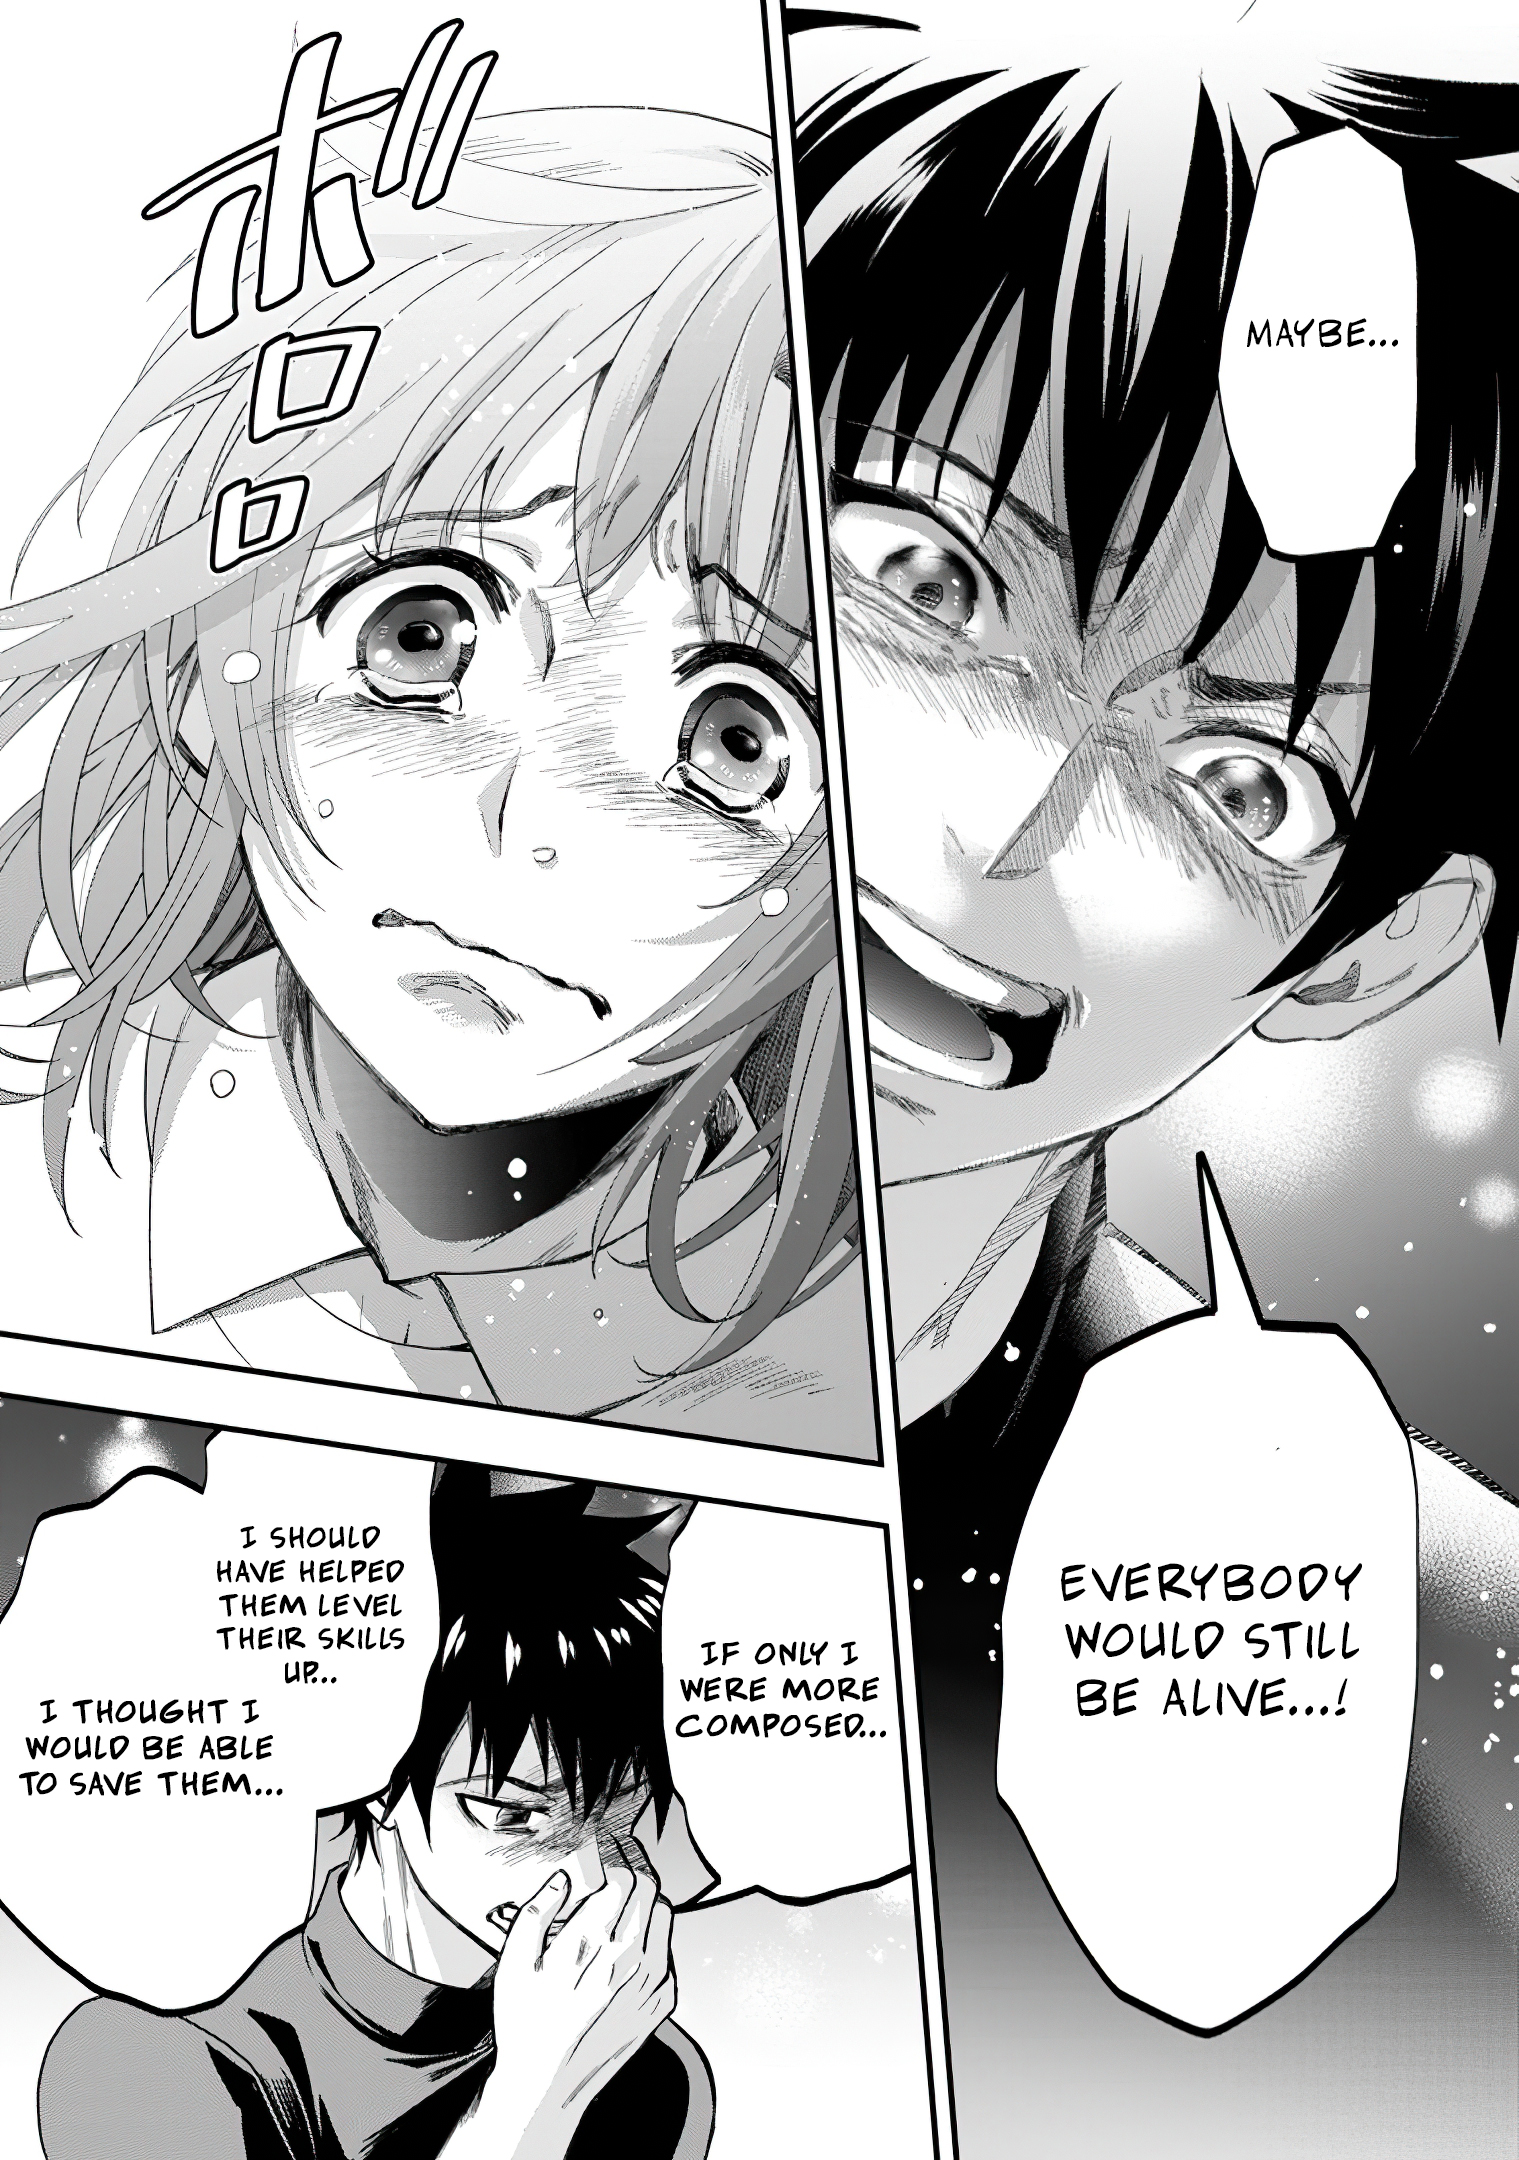 MAYBE...
EVERYBODY
WOULD STILL
BE ALIVE...!
ボロロ
IF ONLY I
WERE MORE
COMPOSED...
I SHOULD
HAVE HELPED
THEM LEVEL
THEIR SKILLS
UP...
I THOUGHT I
WOULD BE ABLE
TO SAVE THEM...